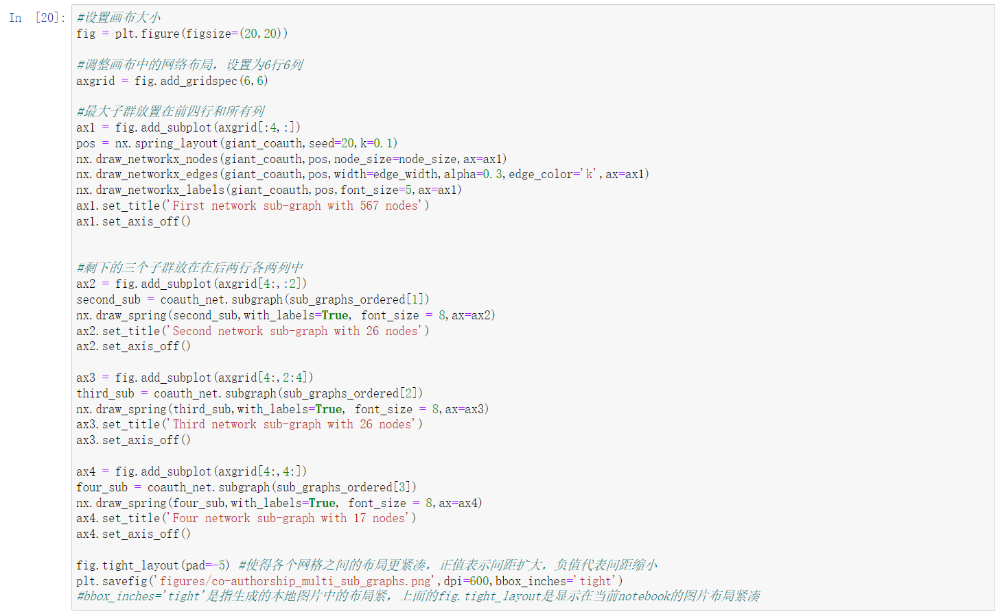 In [20]:
#设置画布大小
fig = plt.figure(figsize=(20,20))
#调整画布中的网络布局，设置为6行6列
axgrid = fig.add_gridspec(6,6)
#最大子群放置在前四行和所有列
ax1 = fig.add_subplot(axgrid[:4,:])
pos = nx.spring_layout(giant_coauth,seed=20,k=0.1)
nx.draw_networkx_nodes(giant_coauth,pos,node_size=node_size,ax=ax1)
nx.draw_networkx_edges(giant_coauth,pos,width=edge_width,alpha=0.3,edge_color='k',ax=ax1)
nx.draw_networkx_labels(giant_coauth,pos,font_size=5,ax=ax1)
ax1.set_title('First network sub-graph with 567 nodes')
ax1.set_axis_off()
#剩下的三个子群放在在后两行各两列中
ax2 = fig.add_subplot(axgrid[4:,:2])
second_sub = coauth_net.subgraph(sub_graphs_ordered[1])
nx.draw_spring(second_sub,with_labels=True, font_size = 8,ax=ax2)
ax2.set_title('Second network sub-graph with 26 nodes')
ax2.set_axis_off()
ax3 = fig.add_subplot(axgrid[4:,2:4])
third_sub = coauth_net.subgraph(sub_graphs_ordered[2])
nx.draw_spring(third_sub,with_labels=True, font_size = 8,ax=ax3)
ax3.set_title('Third network sub-graph with 26 nodes')
ax3.set_axis_off()
ax4 = fig.add_subplot(axgrid[4:,4:])
four_sub = coauth_net.subgraph(sub_graphs_ordered[3])
nx.draw_spring(four_sub,with_labels=True, font_size = 8,ax=ax4)
ax4.set_title('Four network sub-graph with 17 nodes')
ax4.set_axis_off()
fig.tight_layout(pad=-5) #使得各个网格之间的布局更紧凑，正值表示间距扩大，负值代表间距缩小
plt.savefig('figures/co-authorship_multi_sub_graphs.png',dpi=600,bbox_inches='tight')
#bbox_inches='tight'是指生成的本地图片中的布局紧，上面的fig.tight_layout是显示在当前notebook的图片布局紧凑